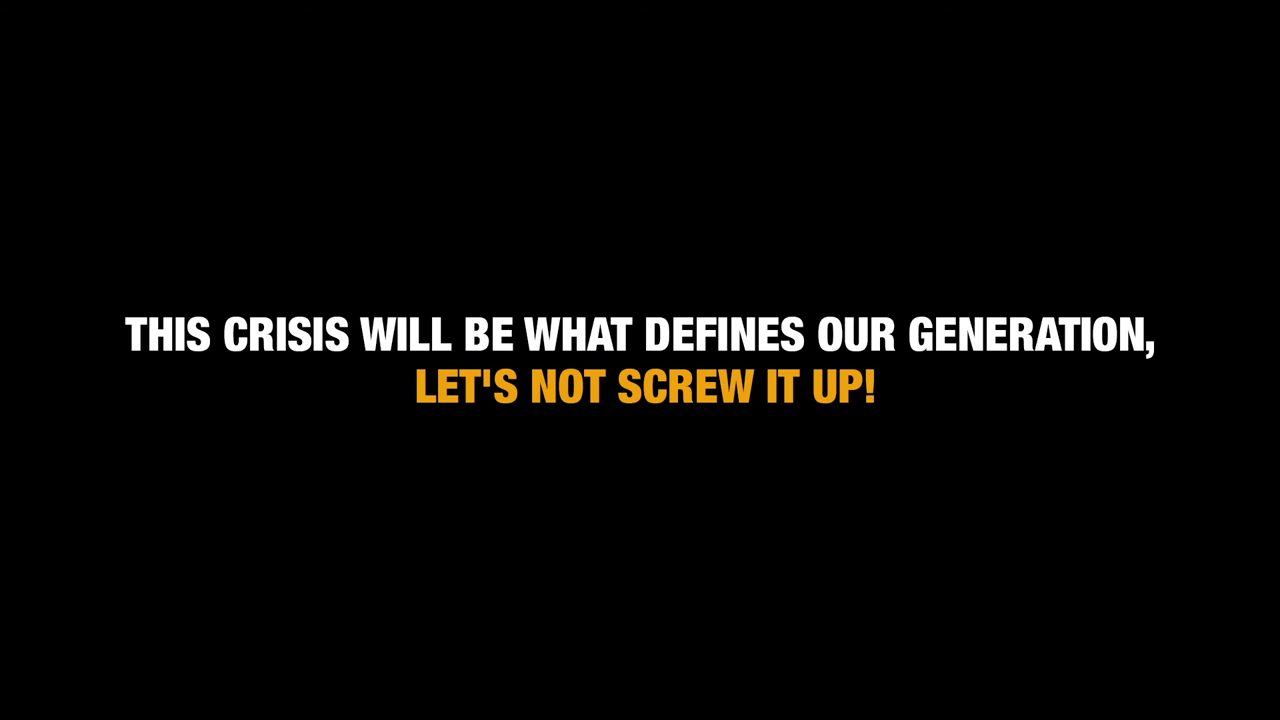 THIS CRISIS WILL BE WHAT DEFINES OUR GENERATION,
LET'S NOT SCREW IT UP!